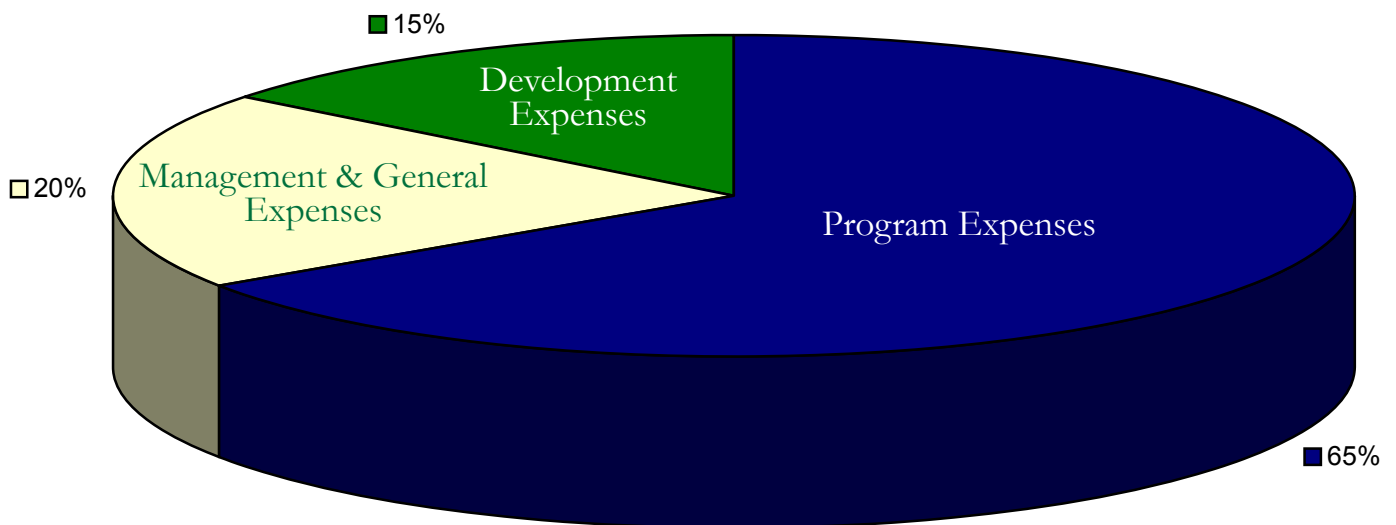 15%
Development
Expenses
20%
Management & General
Expenses
Program Expenses
65%